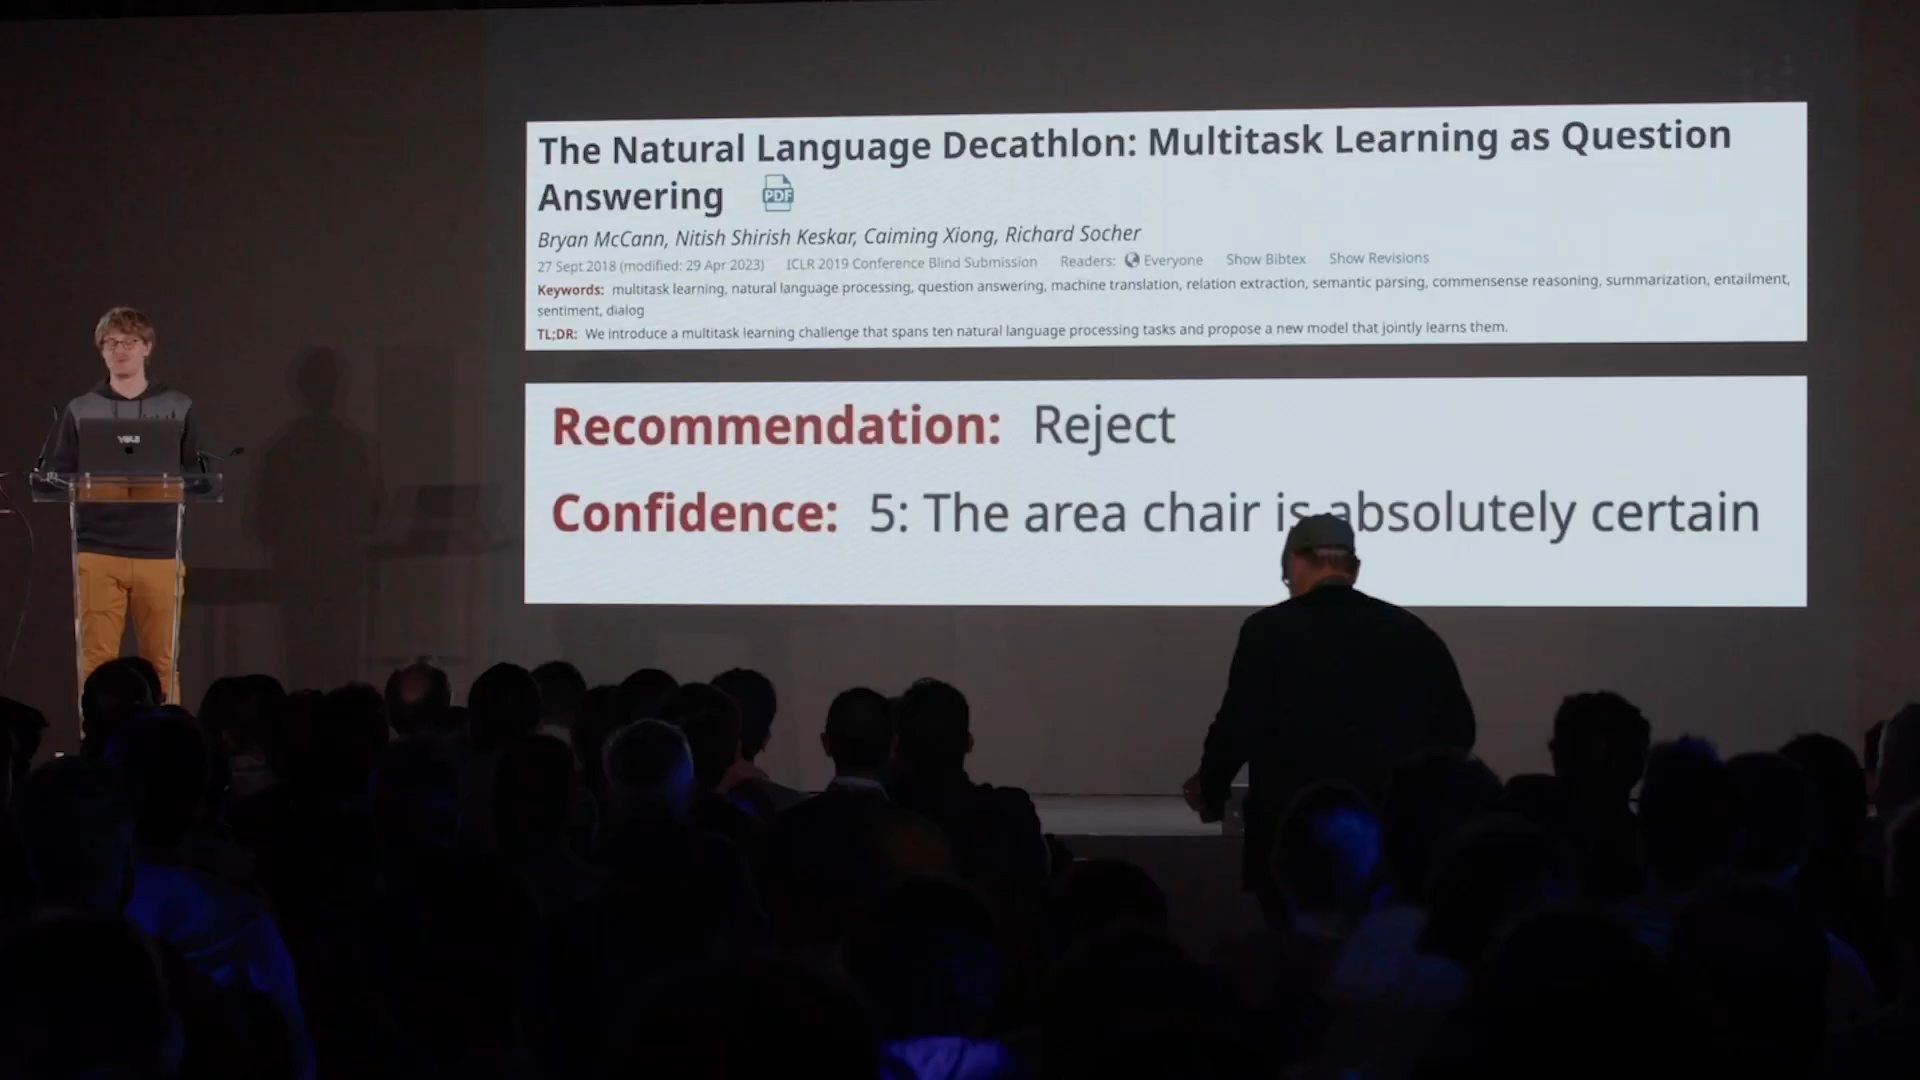 The Natural Language Decathlon: Multitask Learning as Question
Answering PDF
Bryan McCann, Nitish Shirish Keskar, Caiming Xiong, Richard Socher
27 Sept 2018 (modified: 29 Apr 2023) ICLR 2019 Conference Blind Submission Readers: Everyone Show Bibtex Show Revisions
Keywords: multitask learning, natural language processing, question answering, machine translation, relation extraction, semantic parsing, commensense reasoning, summarization, entailment,
sentiment, dialog
TL;DR: We introduce a multitask learning challenge that spans ten natural language processing tasks and propose a new model that jointly learns them.
Recommendation: Reject
Confidence: 5: The area chair is absolutely certain